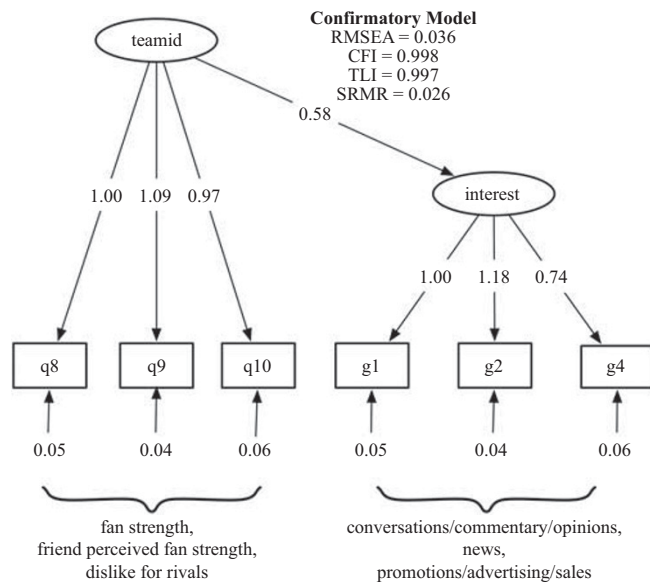 Confirmatory Model
RMSEA = 0.036
CFI = 0.998
TLI = 0.997
SRMR = 0.026
teamid
0.58
1.00 1.09 0.97
interest
1.00 1.18 0.74
q8 q9 q10 g1 g2 g4
0.05 0.04 0.06 0.05 0.04 0.06
fan strength,
friend perceived fan strength,
dislike for rivals
conversations/commentary/opinions,
news,
promotions/advertising/sales